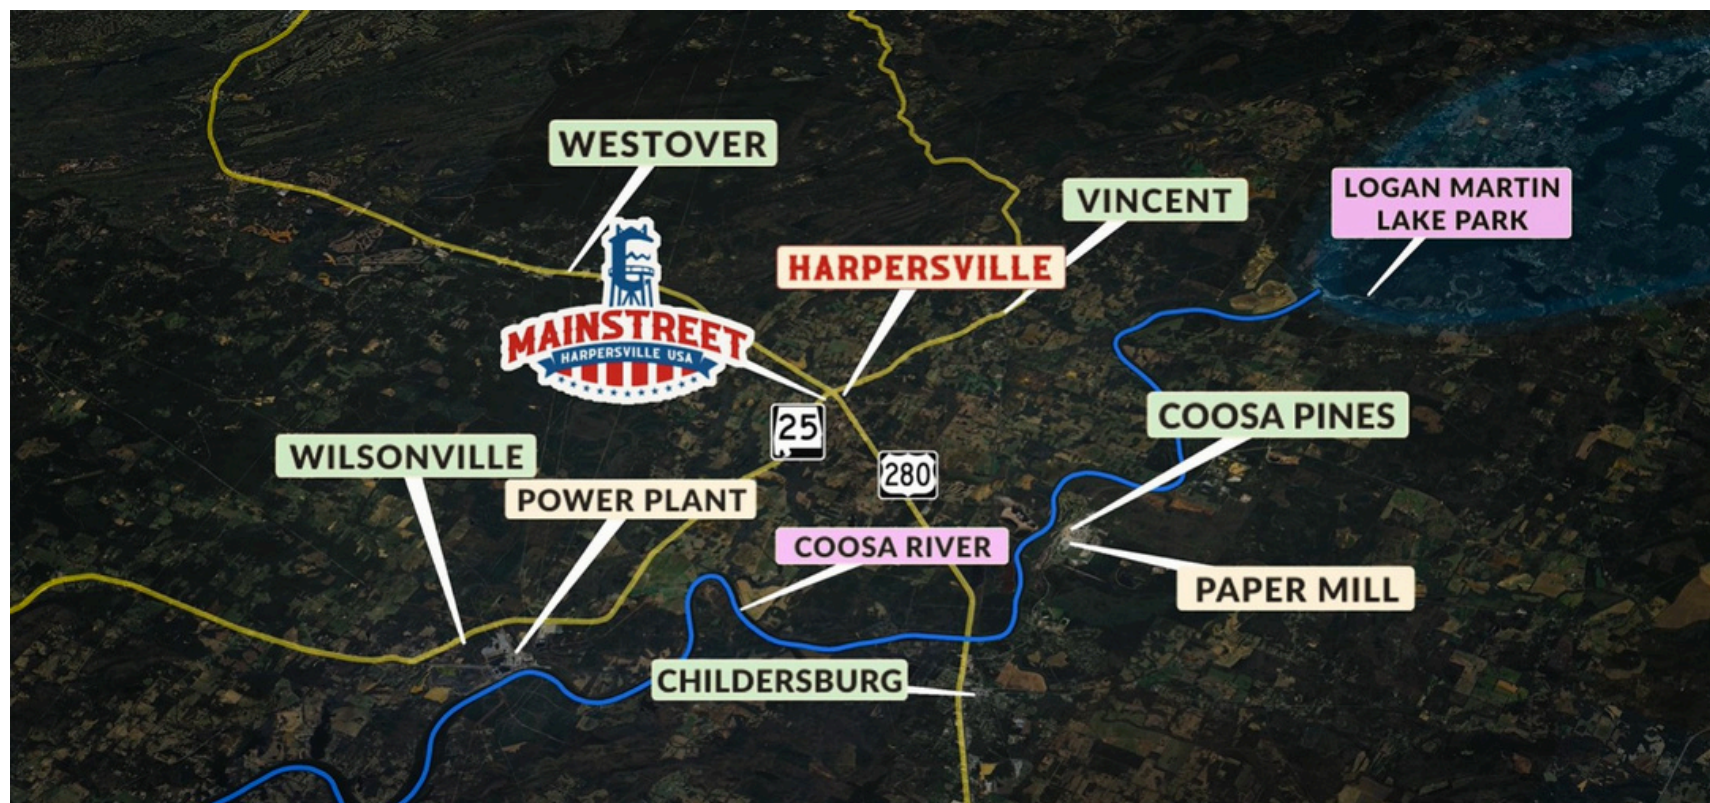 WESTOVER
VINCENT
LOGAN MARTIN
LAKE PARK
HARPERSVILLE
MAINSTREET
HARPERSVILLE USA
25
COOSA PINES
WILSONVILLE
280
POWER PLANT
COOSA RIVER
PAPER MILL
CHILDERSBURG